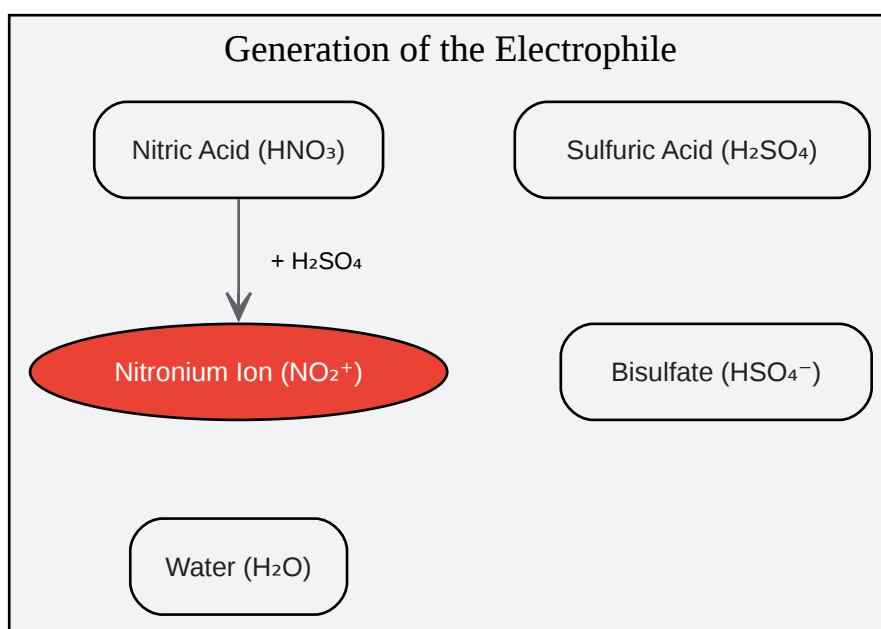 Generation of the Electrophile
Nitric Acid (HNO₃)
Sulfuric Acid (H₂SO₄)
+ H₂SO₄
Nitronium Ion (NO₂⁺)
Bisulfate (HSO₄⁻)
Water (H₂O)